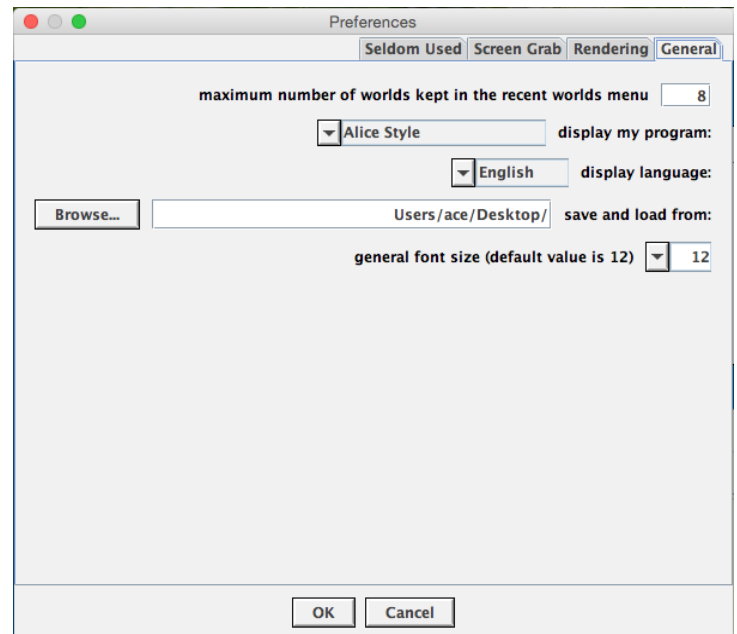 Preferences
Seldom Used Screen Grab Rendering General
maximum number of worlds kept in the recent worlds menu 8
Alice Style display my program:
English display language:
Browse... Users/ace/Desktop/ save and load from:
general font size (default value is 12) 12
OK Cancel